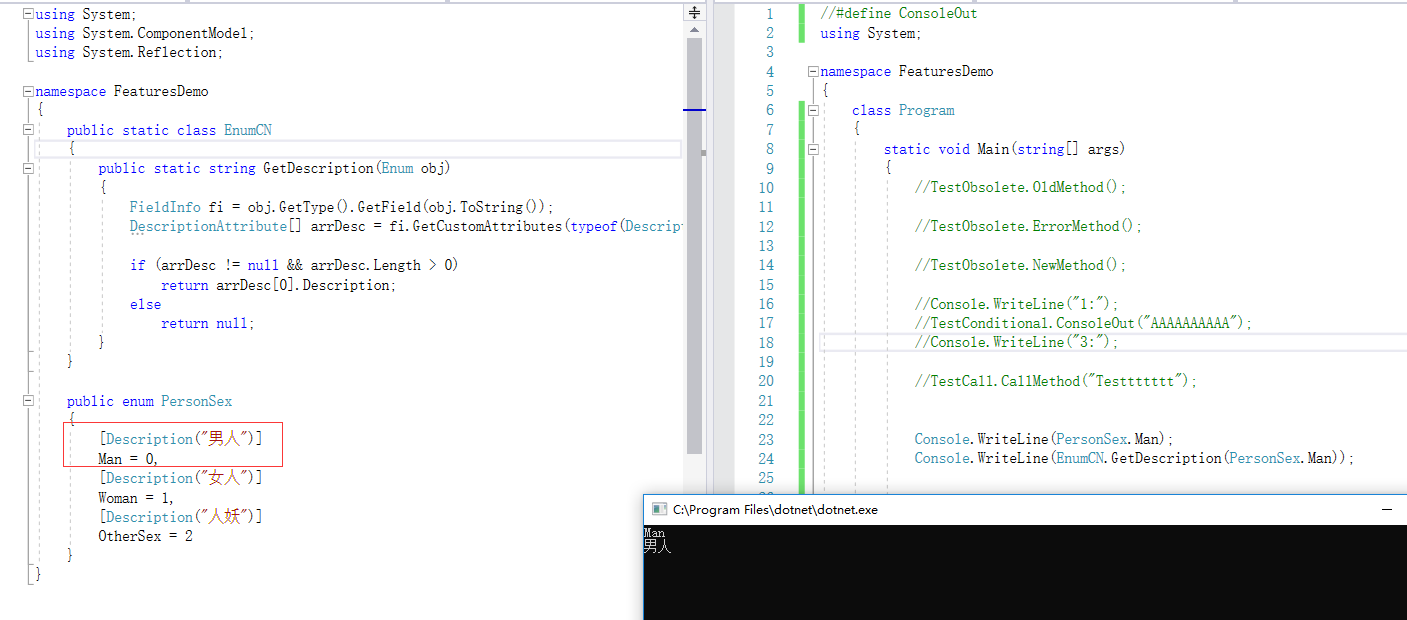 using System;
using System.ComponentModel;
using System.Reflection;
namespace FeaturesDemo
{
public static class EnumCN
{
public static string GetDescription(Enum obj)
{
FieldInfo fi = obj.GetType().GetField(obj.ToString());
DescriptionAttribute[] arrDesc = fi.GetCustomAttributes(typeof(Descrip
if (arrDesc != null && arrDesc.Length > 0)
return arrDesc[0].Description;
else
return null;
}
}
public enum PersonSex
{
[Description("男人")]
Man = 0,
[Description("女人")]
Woman = 1,
[Description("人妖")]
OtherSex = 2
}
}
1 //#define ConsoleOut
2 using System;
3
4 namespace FeaturesDemo
5 {
6 class Program
7 {
8 static void Main(string[] args)
9 {
10 //TestObsolete.OldMethod();
11
12 //TestObsolete.ErrorMethod();
13
14 //TestObsolete.NewMethod();
15
16 //Console.WriteLine("1:");
17 //TestConditional.ConsoleOut("AAAAAAAAAA");
18 //Console.WriteLine("3:");
19
20 //TestCall.CallMethod("Testttttt");
21
22
23 Console.WriteLine(PersonSex.Man);
24 Console.WriteLine(EnumCN.GetDescription(PersonSex.Man));
25
C:\Program Files\dotnet\dotnet.exe
Man
男人